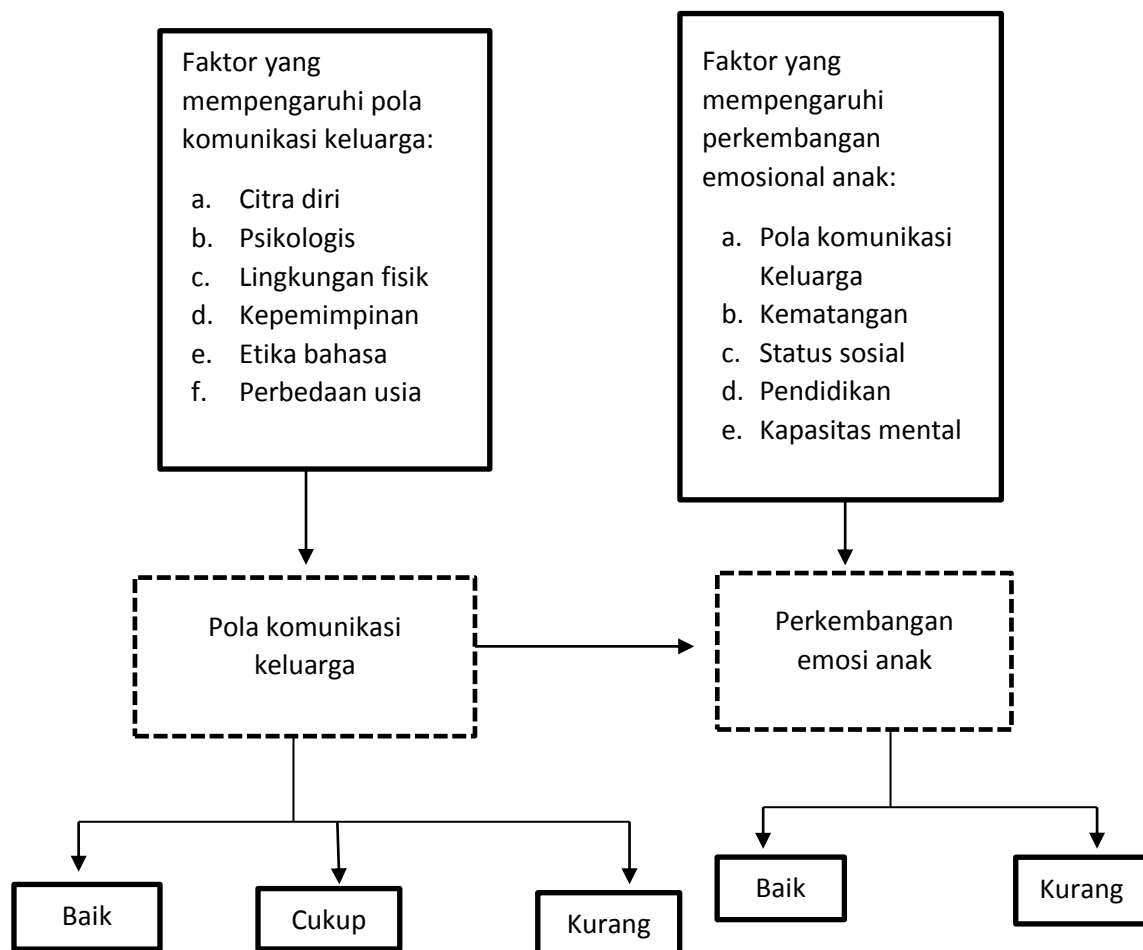 Faktor yang
mempengaruhi pola
komunikasi keluarga:
a. Citra diri
b. Psikologis
c. Lingkungan fisik
d. Kepemimpinan
e. Etika bahasa
f. Perbedaan usia
Faktor yang
mempengaruhi
perkembangan
emosional anak:
a. Pola komunikasi
Keluarga
b. Kematangan
c. Status sosial
d. Pendidikan
e. Kapasitas mental
Pola komunikasi
keluarga
Perkembangan
emosi anak
Baik
Cukup
Kurang
Baik
Kurang